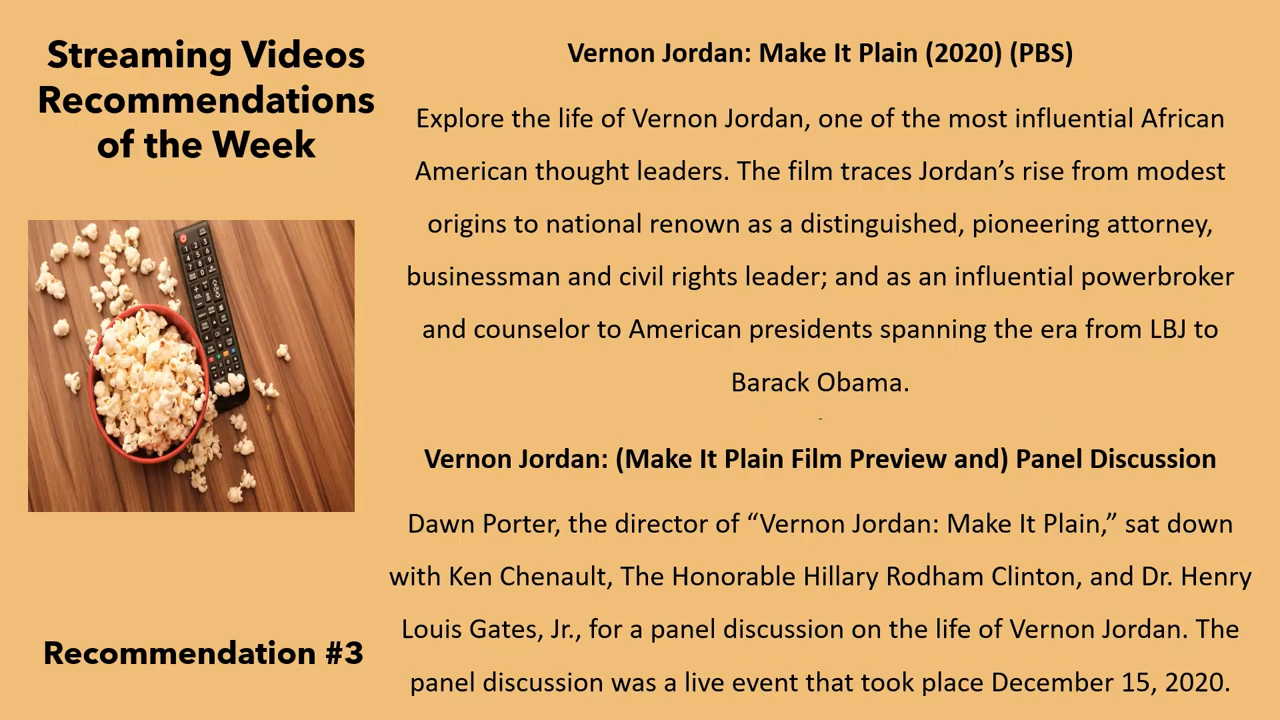 Streaming Videos
Recommendations
of the Week
Recommendation #3
Vernon Jordan: Make It Plain (2020) (PBS)
Explore the life of Vernon Jordan, one of the most influential African
American thought leaders. The film traces Jordan’s rise from modest
origins to national renown as a distinguished, pioneering attorney,
businessman and civil rights leader; and as an influential powerbroker
and counselor to American presidents spanning the era from LBJ to
Barack Obama.
Vernon Jordan: (Make It Plain Film Preview and) Panel Discussion
Dawn Porter, the director of “Vernon Jordan: Make It Plain,” sat down
with Ken Chenault, The Honorable Hillary Rodham Clinton, and Dr. Henry
Louis Gates, Jr., for a panel discussion on the life of Vernon Jordan. The
panel discussion was a live event that took place December 15, 2020.